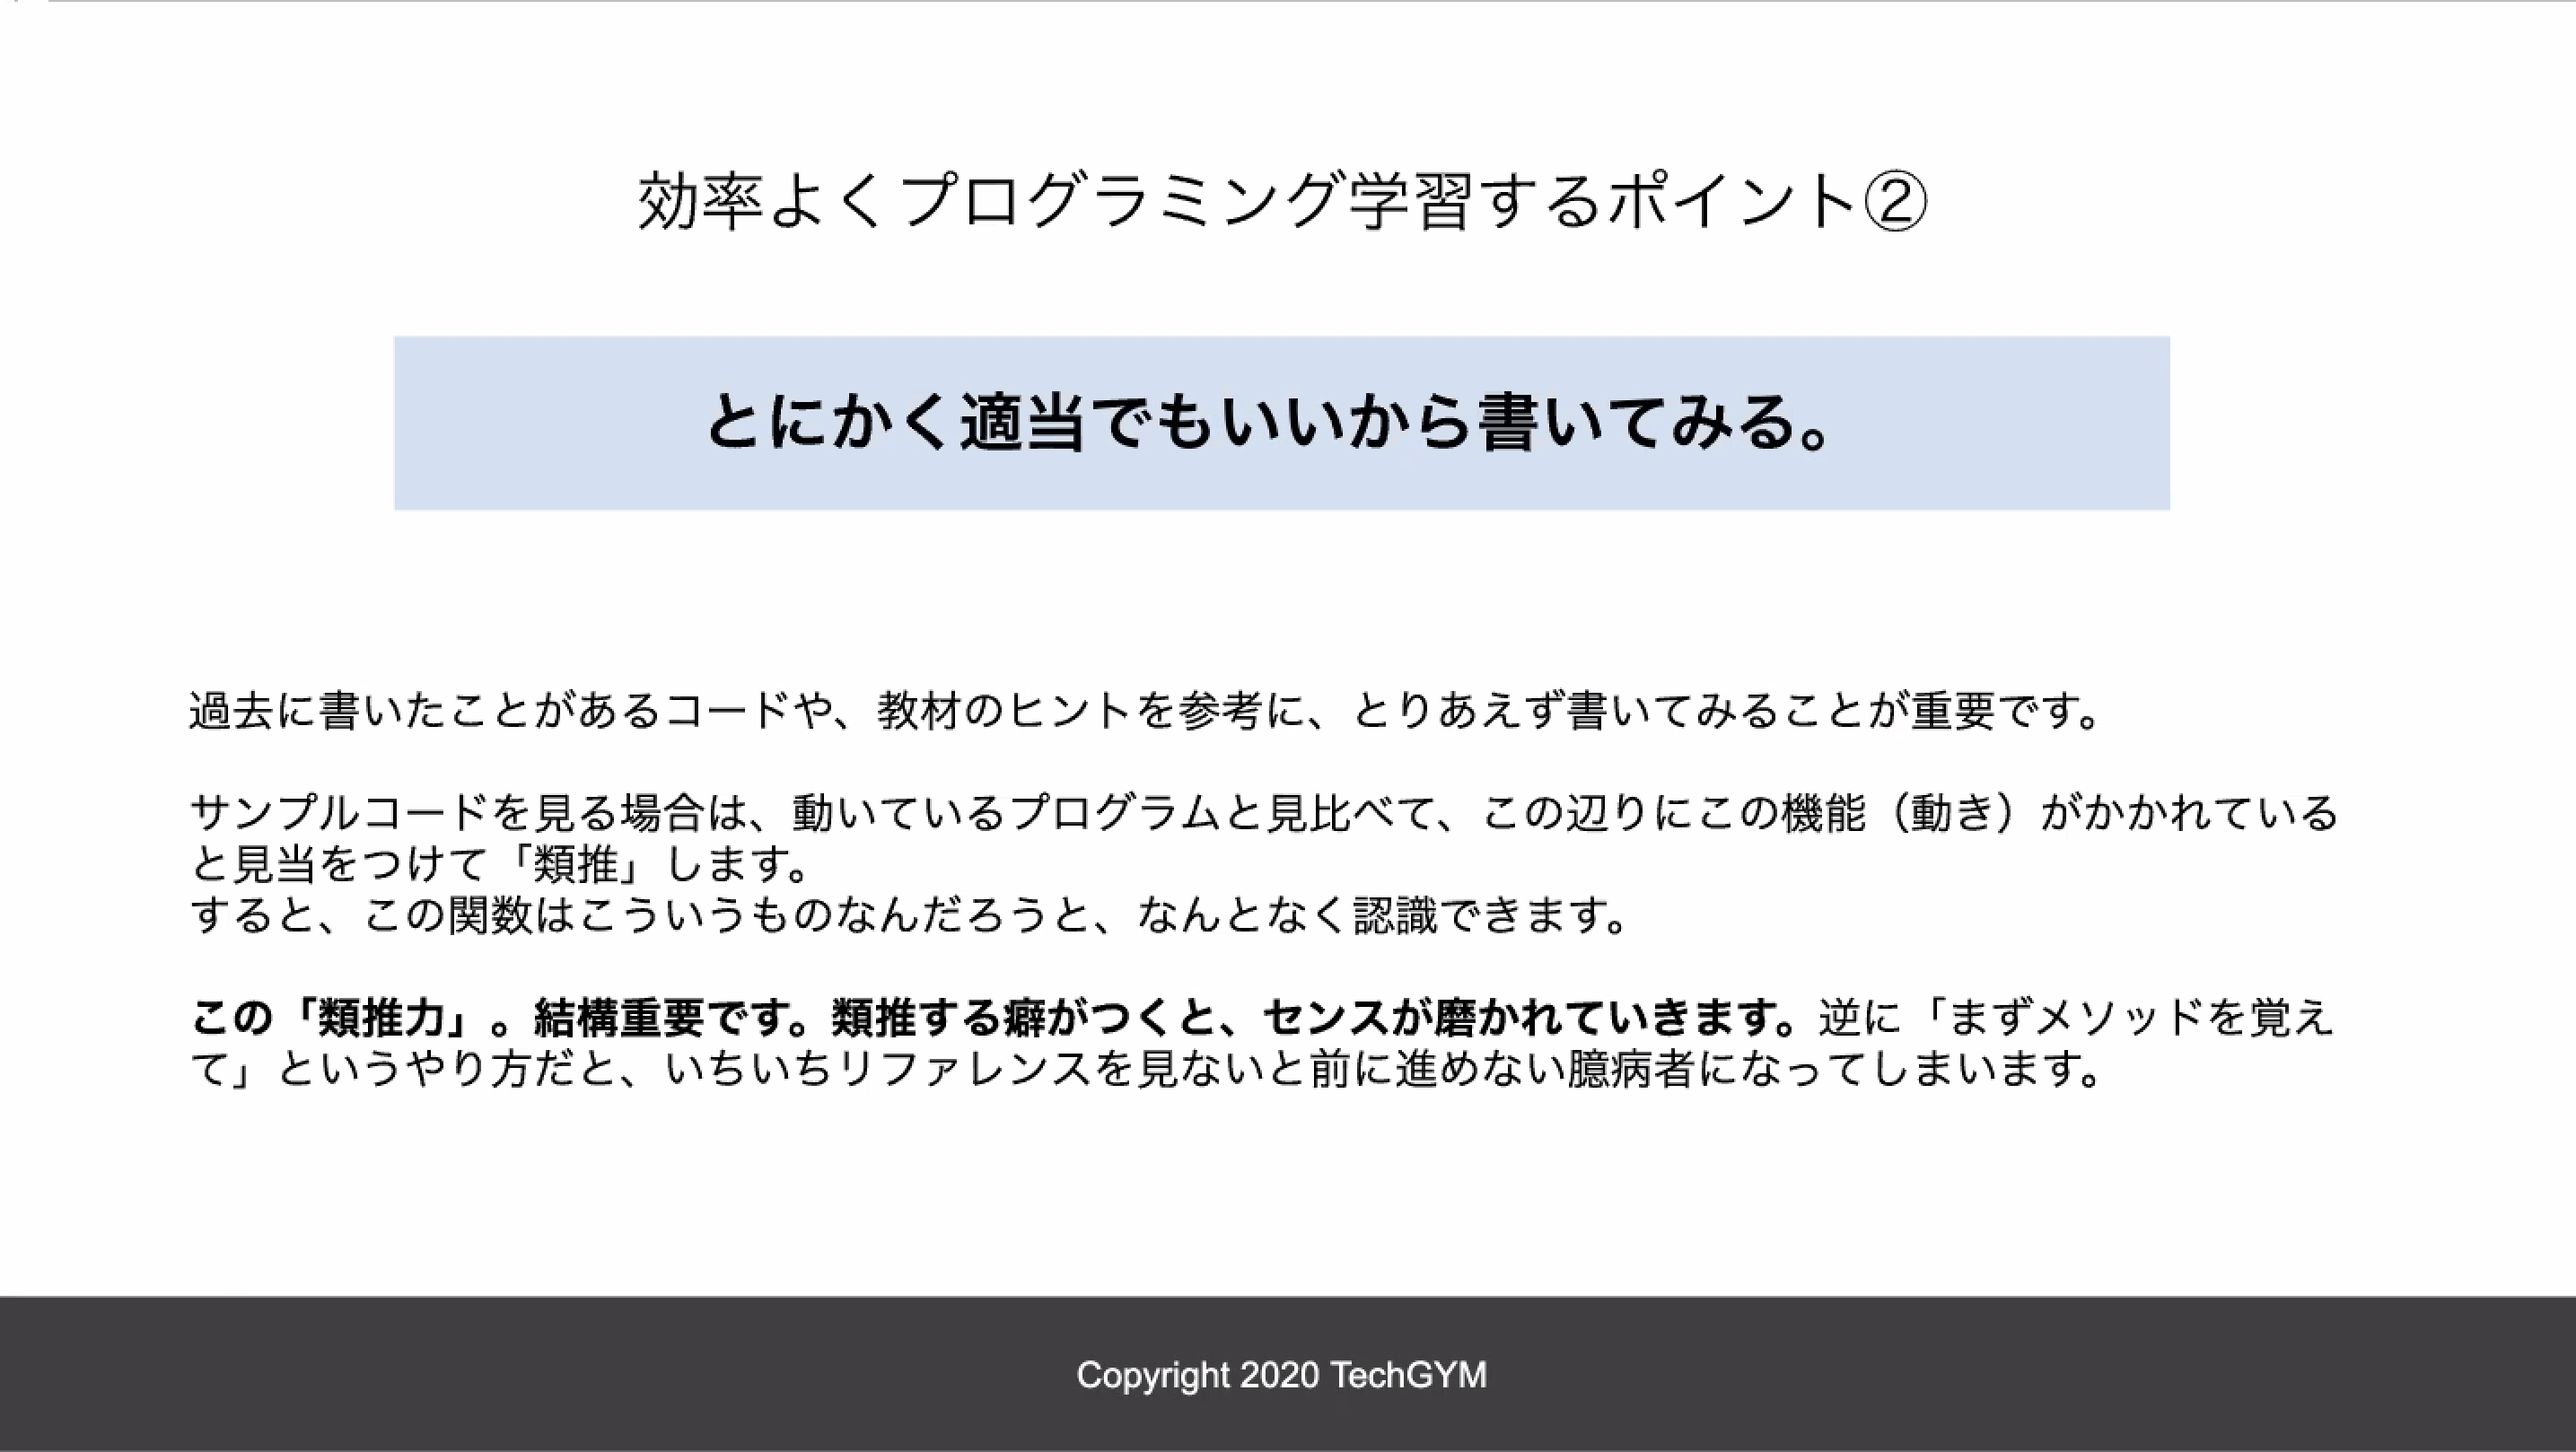 効率よくプログラミング学習するポイント②
とにかく適当でもいいから書いてみる。
過去に書いたことがあるコードや、教材のヒントを参考に、とりあえず書いてみることが重要です。
サンプルコードを見る場合は、動いているプログラムと見比べて、この辺りにこの機能（動き）がかかれている
と見当をつけて「類推」します。
すると、この関数はこういうものなんだろうと、なんとなく認識できます。
この「類推力」。結構重要です。類推する癖がつくと、センスが磨かれていきます。逆に「まずメソッドを覚え
て」というやり方だと、いちいちリファレンスを見ないと前に進めない臆病者になってしまいます。
Copyright 2020 TechGYM